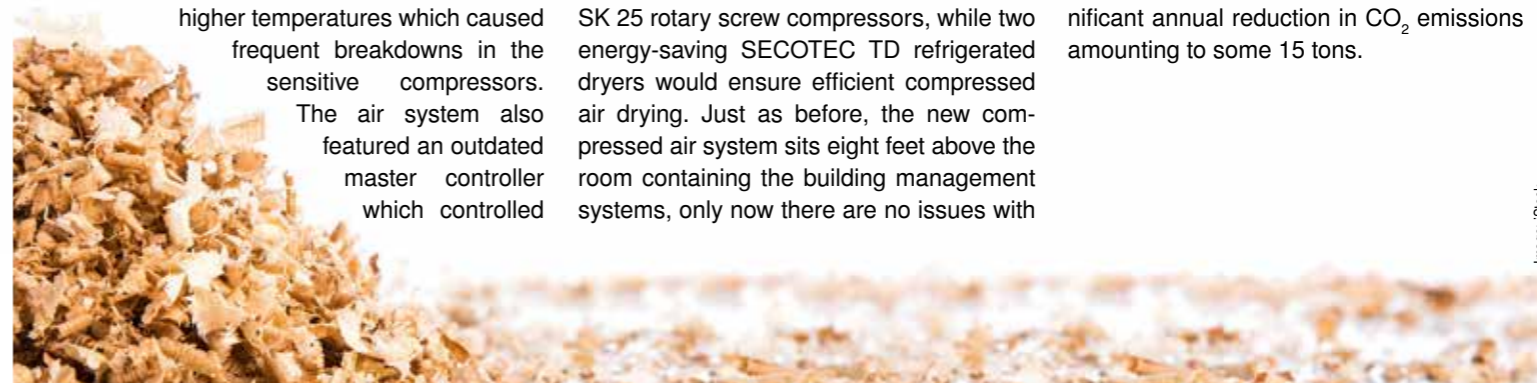 higher temperatures which caused
frequent breakdowns in the
sensitive compressors.
The air system also
featured an outdated
master controller
which controlled
SK 25 rotary screw compressors, while two
energy-saving SECOTEC TD refrigerated
dryers would ensure efficient compressed
air drying. Just as before, the new com-
pressed air system sits eight feet above the
room containing the building management
systems, only now there are no issues with
nificant annual reduction in CO₂ emissions
amounting to some 15 tons.